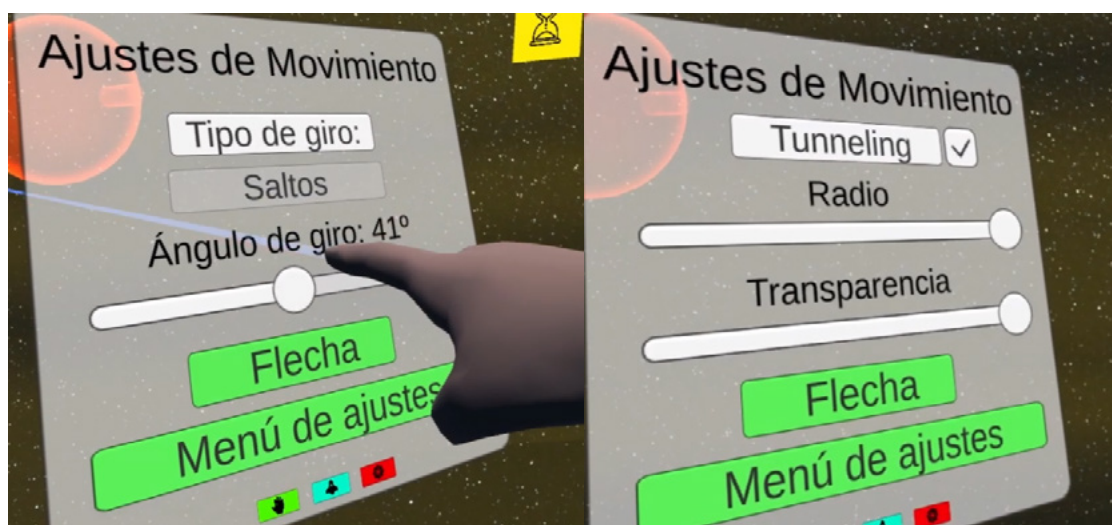 Ajustes de Movimiento
Tipo de giro:
Saltos
Ángulo de giro: 41º
Flecha
Menú de ajustes
Ajustes de Movimiento
Tunneling
Radio
Transparencia
Flecha
Menú de ajustes